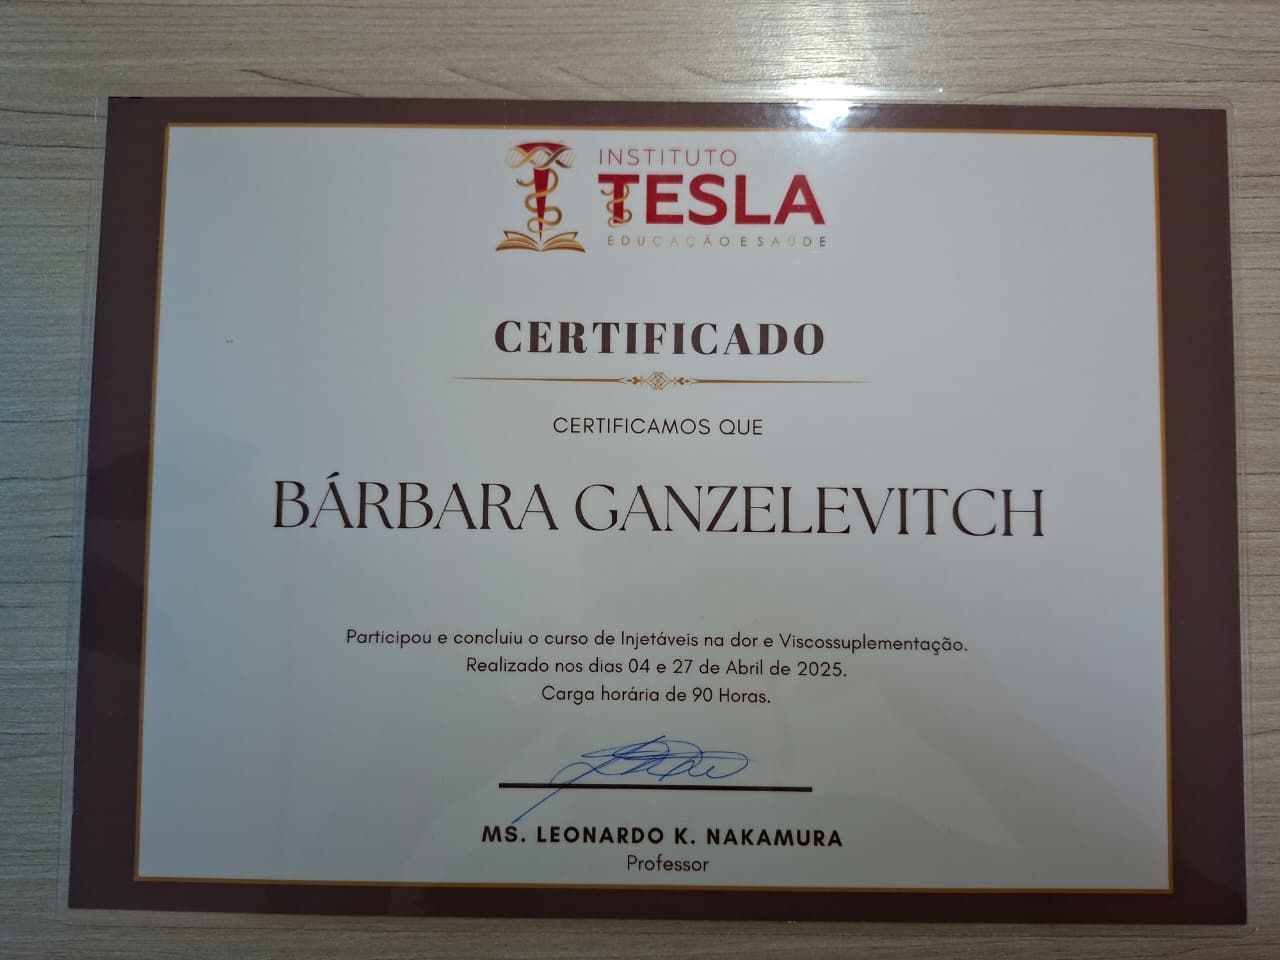 INSTITUTO
TESLA
EDUCAÇÃO E SAÚDE
CERTIFICADO
CERTIFICAMOS QUE
BÁRBARA GANZELEVITCH
Participou e concluiu o curso de Injetáveis na dor e Viscossuplementação.
Realizado nos dias 04 e 27 de Abril de 2025.
Carga horária de 90 Horas.
MS. LEONARDO K. NAKAMURA
Professor